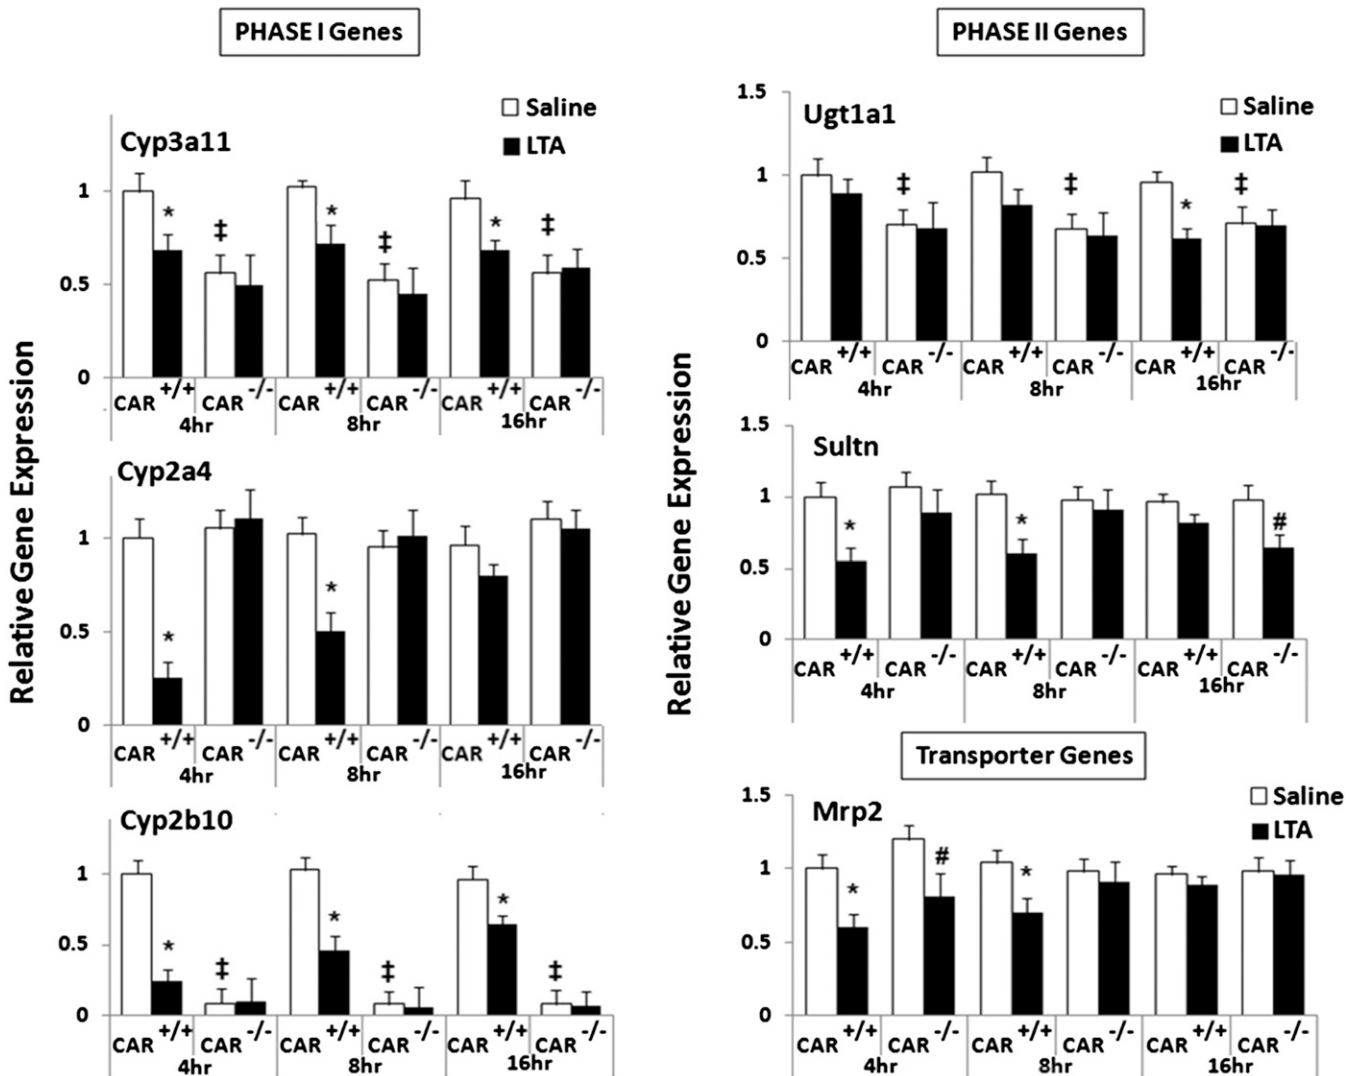 PHASE I Genes
Saline
LTA
Cyp3a11
*
‡
*
‡
*
‡
1
0.5
0
CAR +/+ CAR -/- CAR +/+ CAR -/- CAR +/+ CAR -/-
4hr 8hr 16hr
Relative Gene Expression
Cyp2a4
*
*
1
0.5
0
CAR +/+ CAR -/- CAR +/+ CAR -/- CAR +/+ CAR -/-
4hr 8hr 16hr
Cyp2b10
*
‡
*
‡
*
‡
1
0.5
0
CAR +/+ CAR -/- CAR +/+ CAR -/- CAR +/+ CAR -/-
4hr 8hr 16hr
PHASE II Genes
Saline
LTA
Ugt1a1
‡
‡
*
‡
1.5
1
0.5
0
CAR +/+ CAR -/- CAR +/+ CAR -/- CAR +/+ CAR -/-
4hr 8hr 16hr
Relative Gene Expression
Sultn
*
*
#
1.5
1
0.5
0
CAR +/+ CAR -/- CAR +/+ CAR -/- CAR +/+ CAR -/-
4hr 8hr 16hr
Transporter Genes
Saline
LTA
Mrp2
*
#
*
1.5
1
0.5
0
CAR +/+ CAR -/- CAR +/+ CAR -/- CAR +/+ CAR -/-
4hr 8hr 16hr